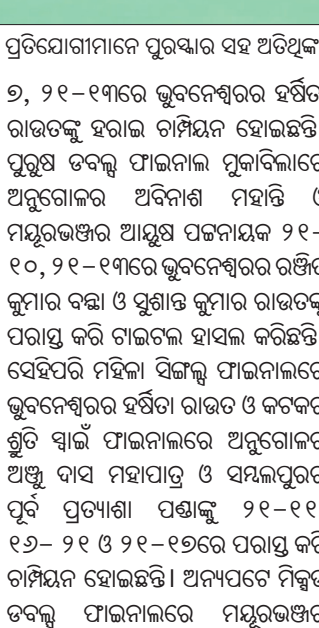 ପ୍ରତିଯୋଗୀମାନେ ପୁରସ୍କାର ସହ ଅତିଥିଙ୍କ
୭, ୨୧–୧୩ରେ ଭୁବନେଶ୍ୱରର ହର୍ଷିତା
ରାଉତଙ୍କୁ ହରାଇ ଚାମ୍ପିୟନ ହୋଇଛନ୍ତି
ପୁରୁଷ ଡବଲ୍ସ ଫାଇନାଲ ମୁକାବିଲାରେ
ଅନୁଗୋଳର ଅବିନାଶ ମହାନ୍ତି ଓ
ମୟୂରଭଞ୍ଜର ଆୟୁଷ ପଟ୍ଟନାୟକ ୨୧–
୧୦, ୨୧–୧୩ରେ ଭୁବନେଶ୍ୱରର ରଞ୍ଜିତ
କୁମାର ବଛା ଓ ସୁଶାନ୍ତ କୁମାର ରାଉତଙ୍କୁ
ପରାସ୍ତ କରି ଟାଇଟଲ ହାସଲ କରିଛନ୍ତି
ସେହିପରି ମହିଳା ସିଙ୍ଗଲ୍ସ ଫାଇନାଲରେ
ଭୁବନେଶ୍ୱରର ହର୍ଷିତା ରାଉତ ଓ କଟକର
ଶ୍ରୁତି ସ୍ୱାଇଁ ଫାଇନାଲରେ ଅନୁଗୋଳର
ଅଞ୍ଜୁ ଦାସ ମହାପାତ୍ର ଓ ସମ୍ବଲପୁରର
ପୂର୍ବ ପ୍ରତ୍ୟାଶା ପଣ୍ଡାଙ୍କୁ ୨୧–୧୧
୧୬– ୨୧ ଓ ୨୧–୧୭ରେ ପରାସ୍ତ କରି
ଚାମ୍ପିୟନ ହୋଇଛନ୍ତି। ଅନ୍ୟପଟେ ମିକ୍ସଡ
ଡବଲ୍ସ ଫାଇନାଲରେ ମୟୂରଭଞ୍ଜର